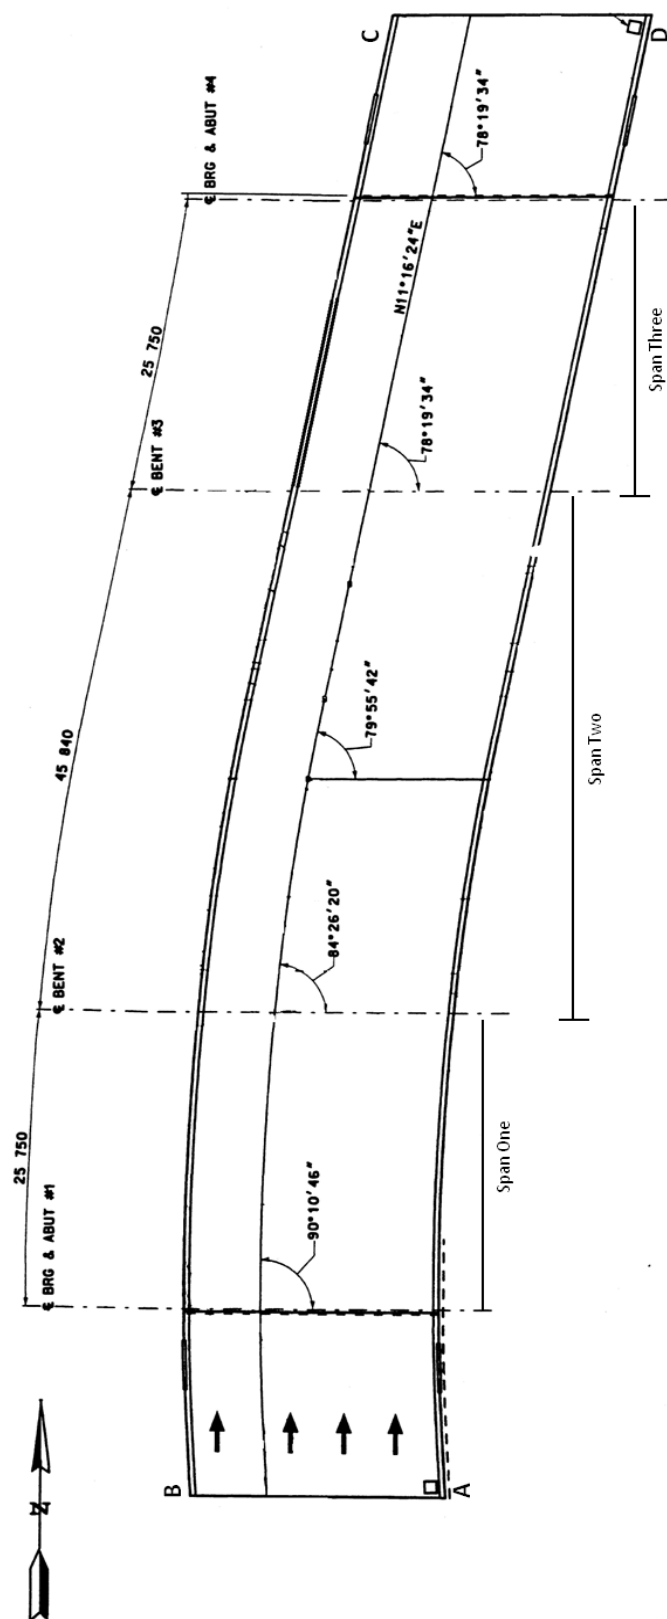 C
D
℄ BRG & ABUT #4
78°19'34"
N11°16'24"E
25 750
Span Three
℄ BENT #3
78°19'34"
45 840
79°55'42"
Span Two
84°26'20"
℄ BENT #2
25 750
Span One
90°10'46"
℄ BRG & ABUT #1
N
B
A